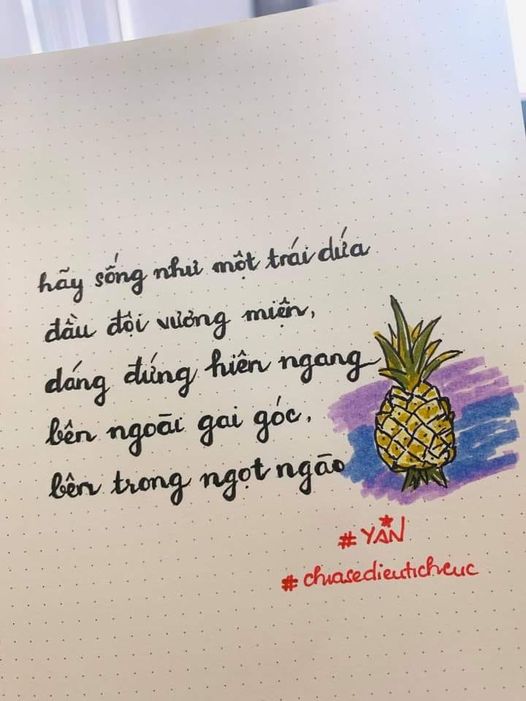 hãy sống như một trái dứa
đầu đội vương miện,
dáng đứng hiên ngang
bên ngoài gai góc,
bên trong ngọt ngào
#YÂN
#chiasedieutichcuc